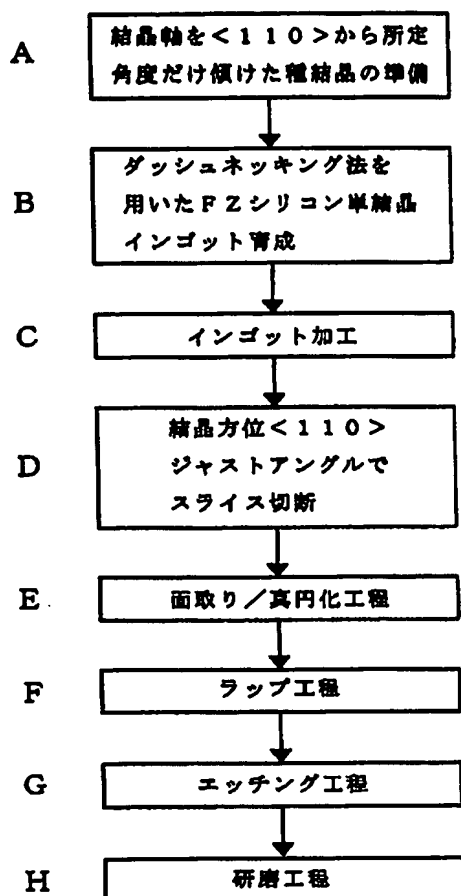 A
結晶軸を<110>から所定
角度だけ傾けた種結晶の準備
B
ダッシュネッキング法を
用いたFZシリコン単結晶
インゴット育成
C
インゴット加工
D
結晶方位<110>
ジャストアングルで
スライス切断
E
面取り/真円化工程
F
ラップ工程
G
エッチング工程
H
研磨工程